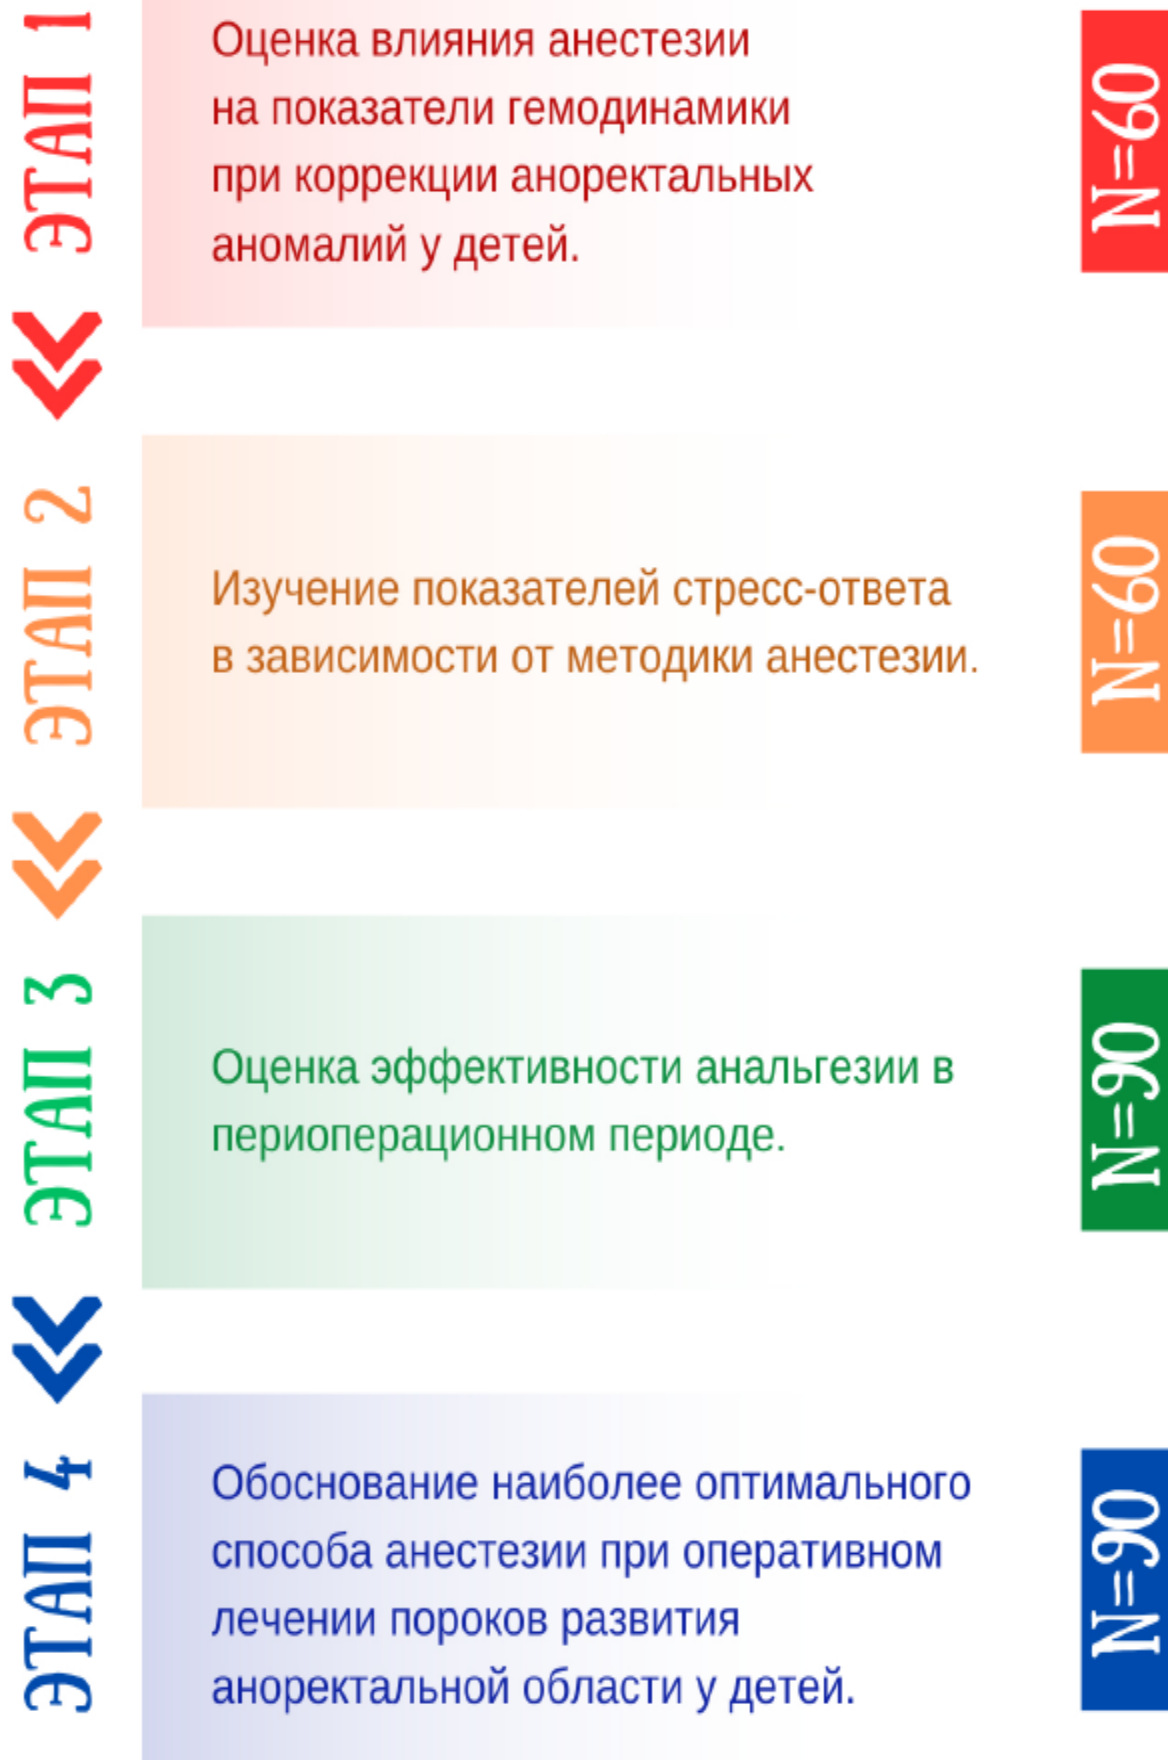 ЭТАП 1
Оценка влияния анестезии
на показатели гемодинамики
при коррекции аноректальных
аномалий у детей.
N=60
ЭТАП 2
Изучение показателей стресс-ответа
в зависимости от методики анестезии.
N=60
ЭТАП 3
Оценка эффективности анальгезии в
периоперационном периоде.
N=90
ЭТАП 4
Обоснование наиболее оптимального
способа анестезии при оперативном
лечении пороков развития
аноректальной области у детей.
N=90